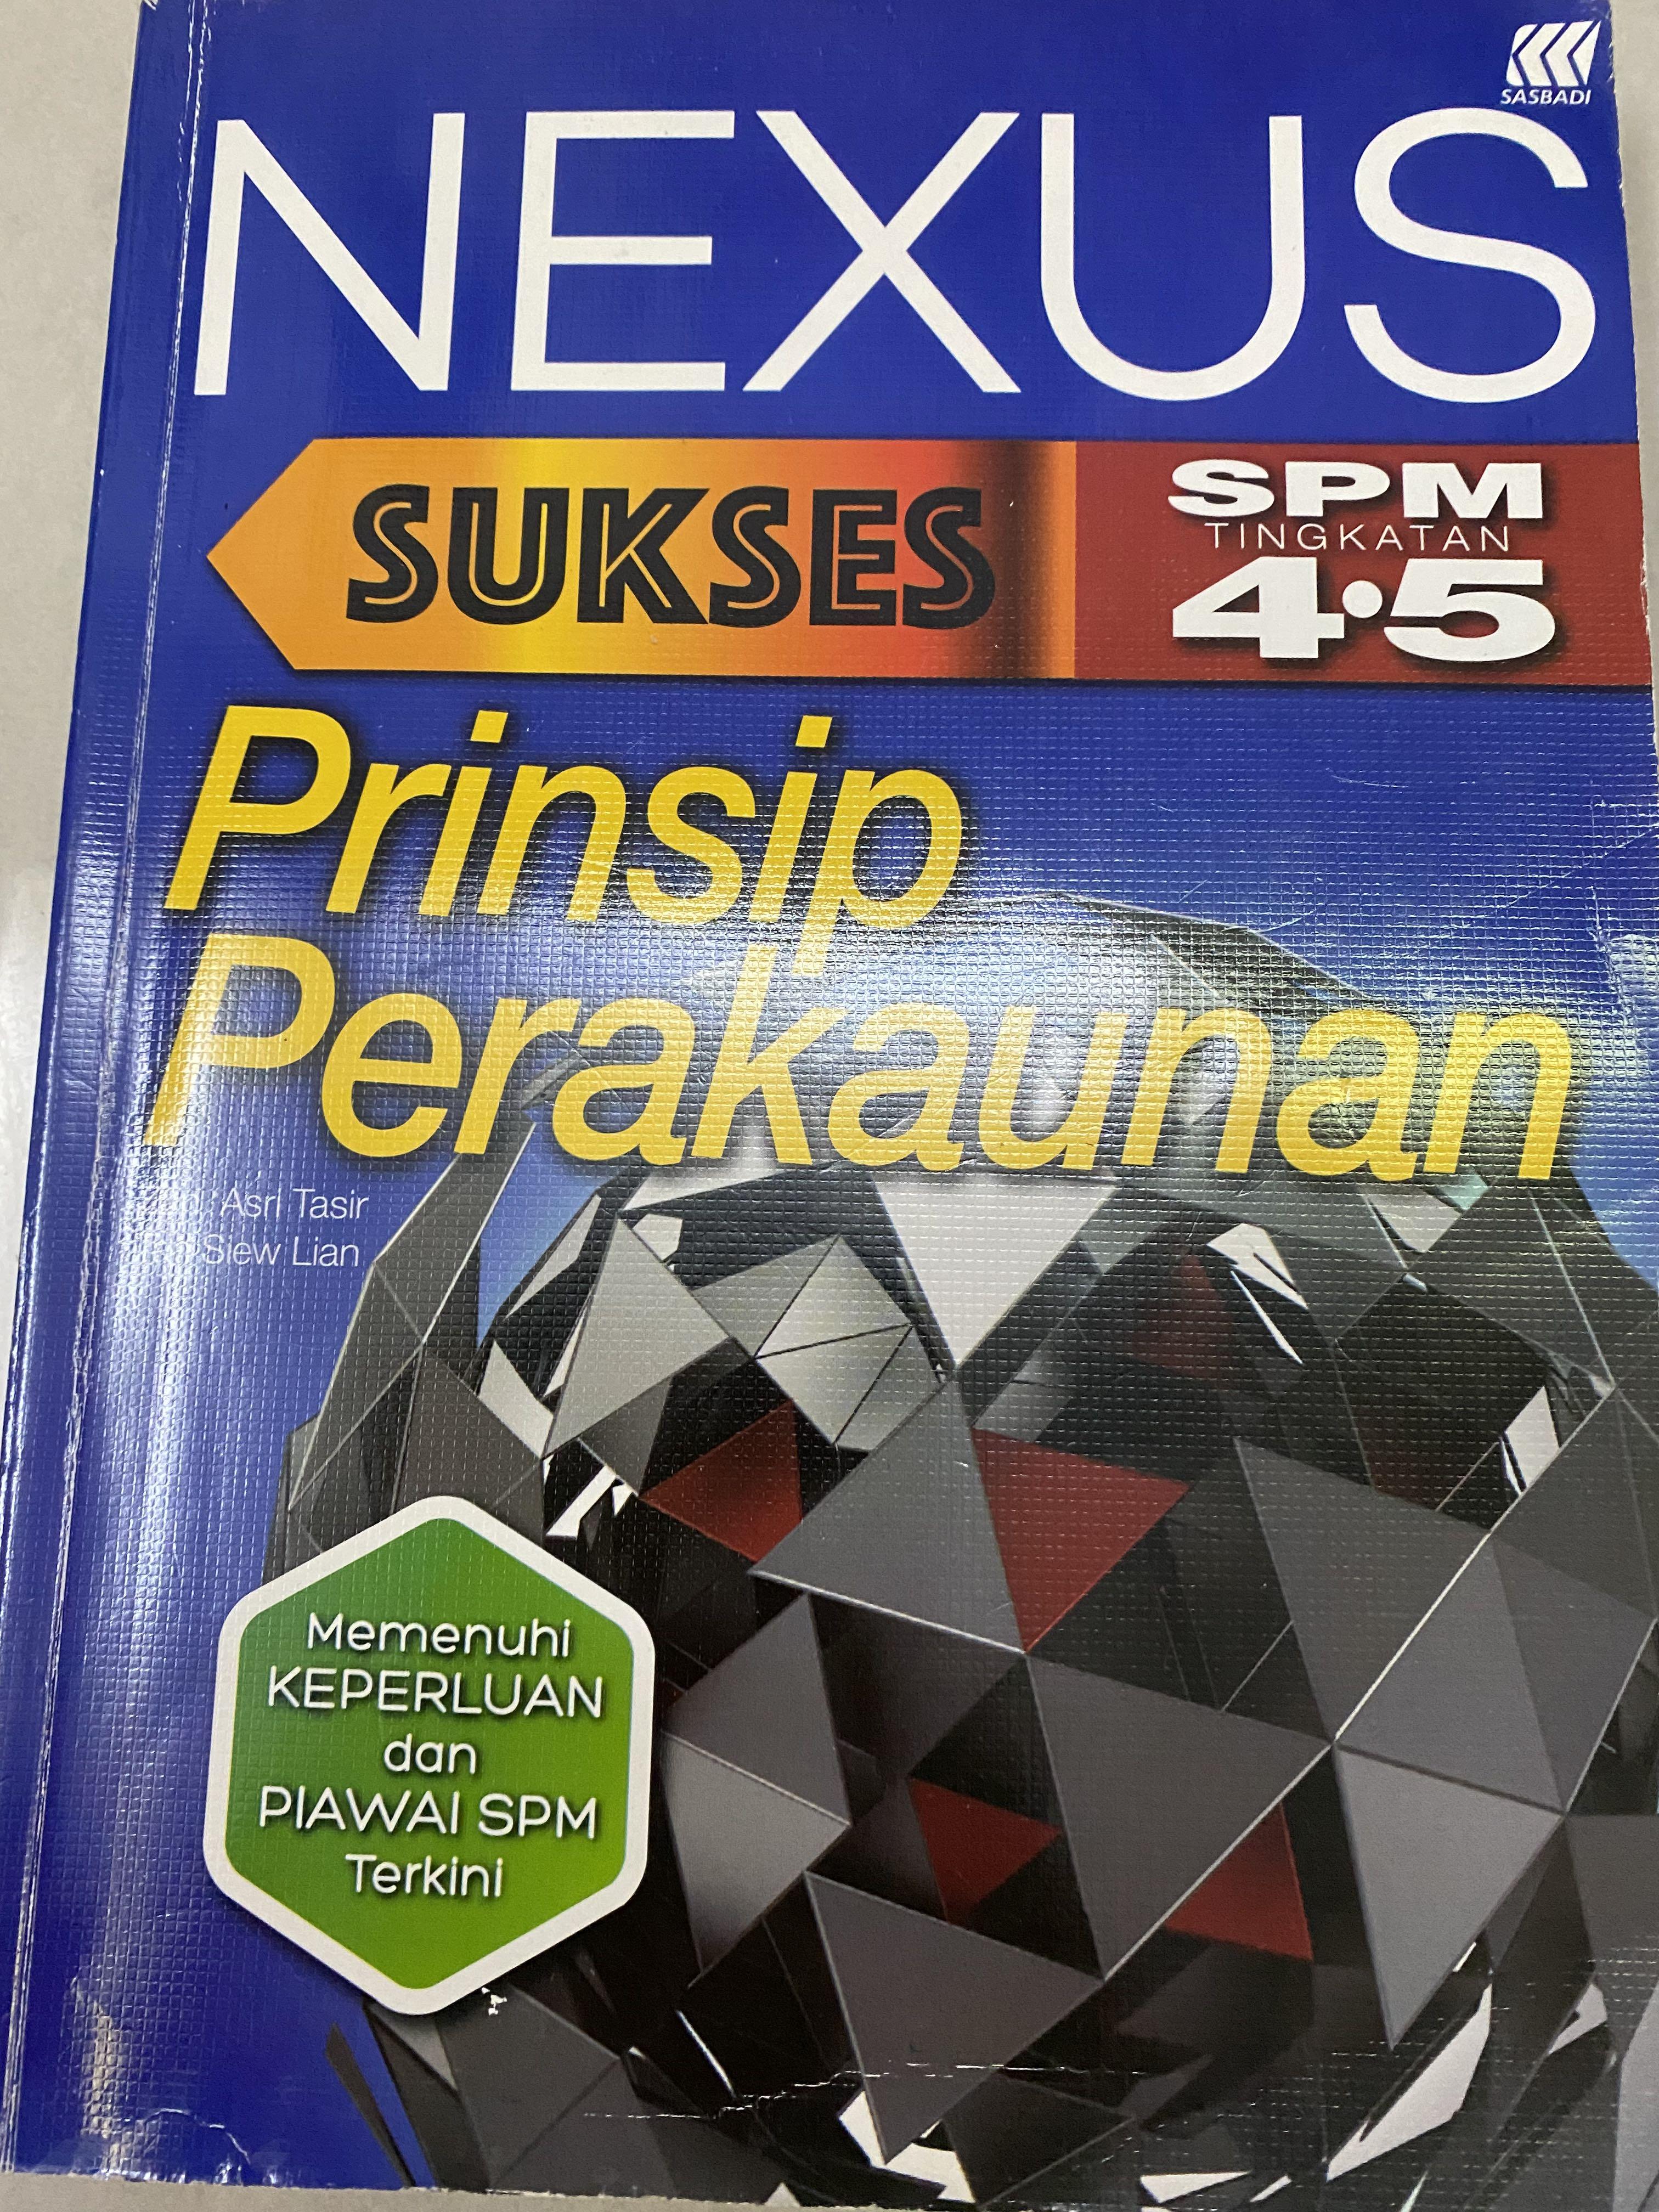 SASBADI
NEXUS
SUKSES
SPM
TINGKATAN
4•5
Prinsip
Perakaunan
Asri Tasir
Siew Lian
Memenuhi
KEPERLUAN
dan
PIAWAI SPM
Terkini